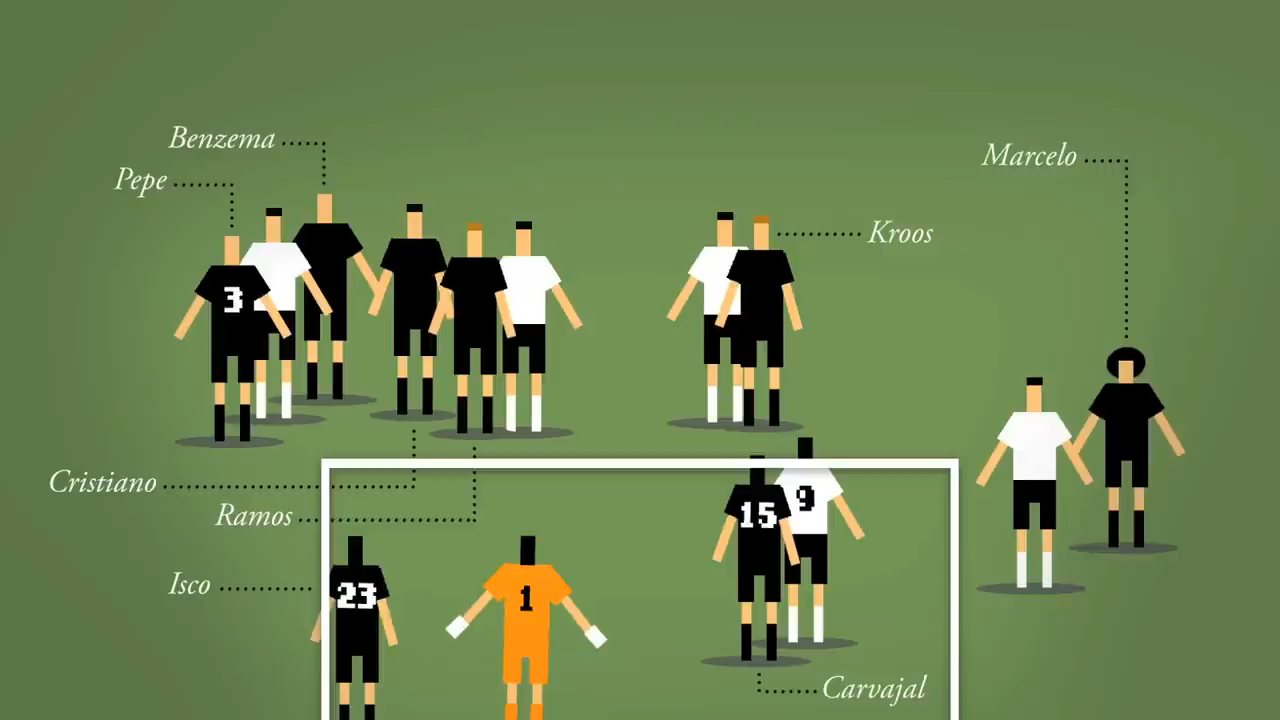 Benzema
Pepe
Marcelo
Kroos
3
Cristiano
9
15
Ramos
Isco
23
1
Carvajal